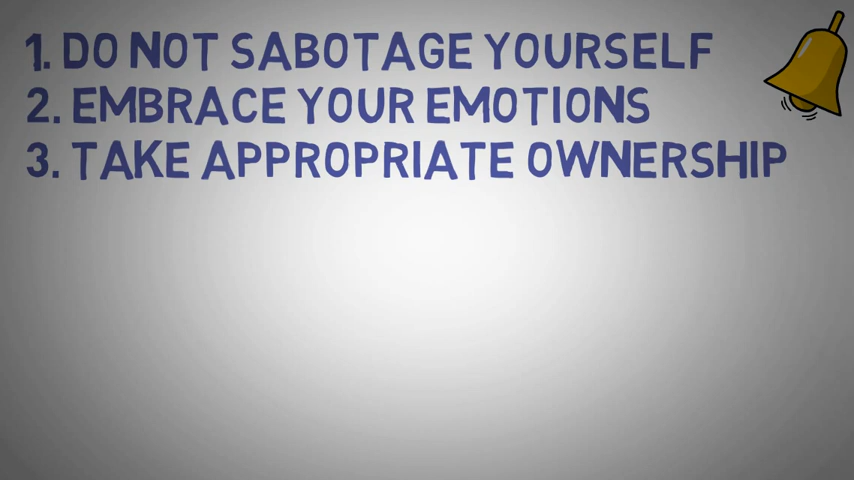 1. DO NOT SABOTAGE YOURSELF
2. EMBRACE YOUR EMOTIONS
3. TAKE APPROPRIATE OWNERSHIP